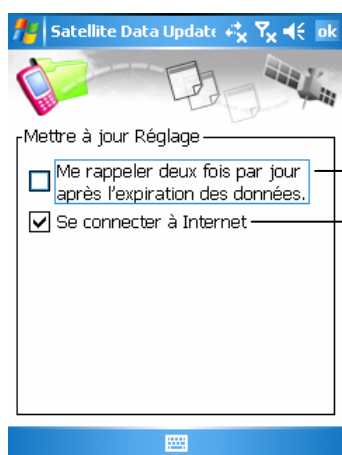 Satellite Data Update
ok
Mettre à jour Réglage
Me rappeler deux fois par jour
après l'expiration des données.
Se connecter à Internet